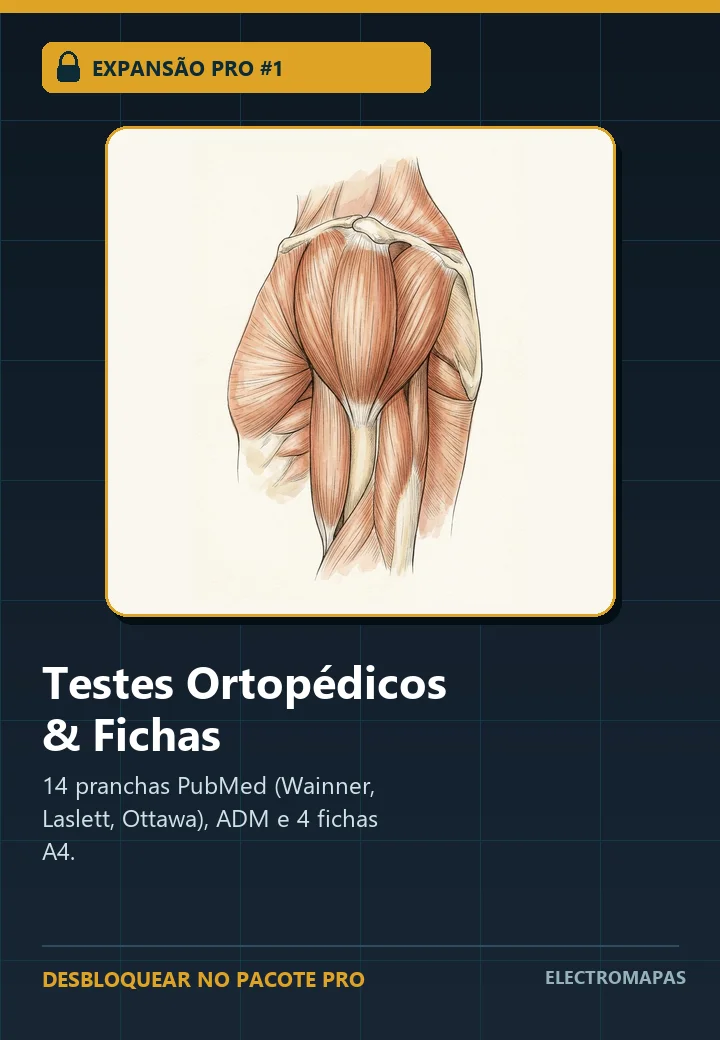 EXPANSÃO PRO #1
Testes Ortopédicos
& Fichas
14 pranchas PubMed (Wainner,
Laslett, Ottawa), ADM e 4 fichas
A4.
DESBLOQUEAR NO PACOTE PRO
ELECTROMAPAS